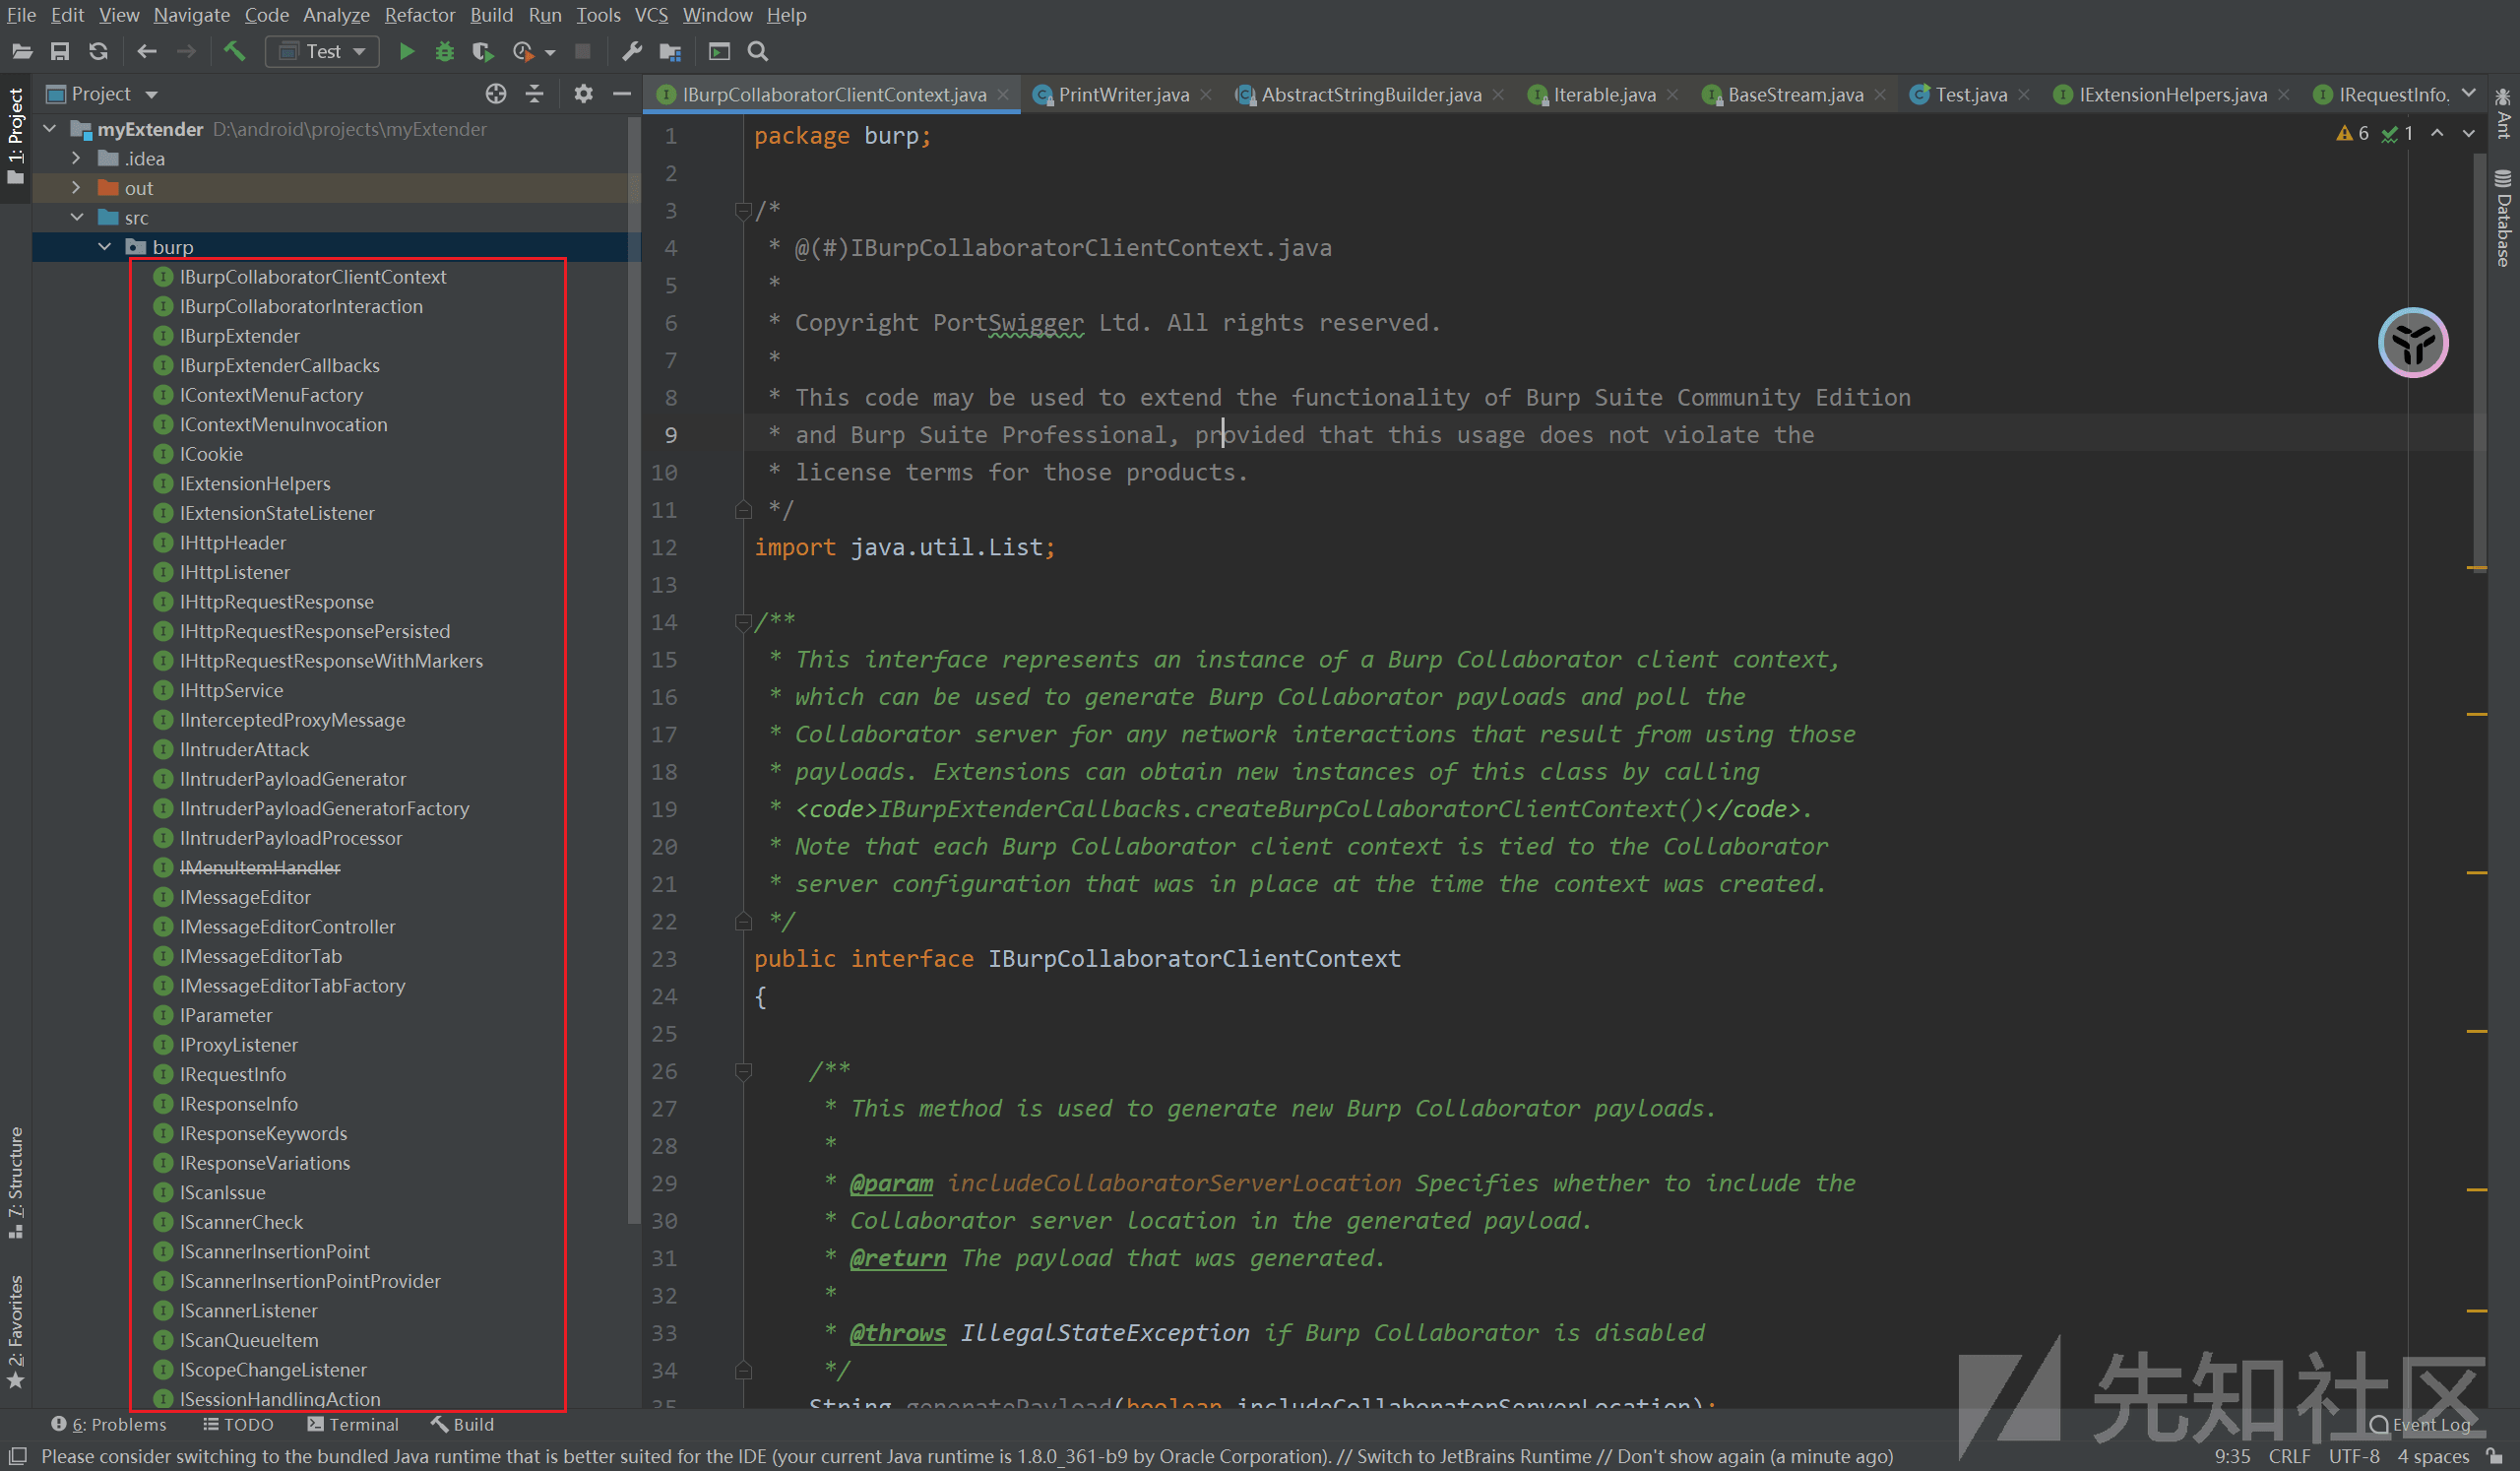 File Edit View Navigate Code Analyze Refactor Build Run Tools VCS Window Help
Test
1: Project
7: Structure
2: Favorites
Project
myExtender D:\android\projects\myExtender
.idea
out
src
burp
IBurpCollaboratorClientContext
IBurpCollaboratorInteraction
IBurpExtender
IBurpExtenderCallbacks
IContextMenuFactory
IContextMenuInvocation
ICookie
IExtensionHelpers
IExtensionStateListener
IHttpHeader
IHttpListener
IHttpRequestResponse
IHttpRequestResponsePersisted
IHttpRequestResponseWithMarkers
IHttpService
IInterceptedProxyMessage
IIntruderAttack
IIntruderPayloadGenerator
IIntruderPayloadGeneratorFactory
IIntruderPayloadProcessor
IMenuItemHandler
IMessageEditor
IMessageEditorController
IMessageEditorTab
IMessageEditorTabFactory
IParameter
IProxyListener
IRequestInfo
IResponseInfo
IResponseKeywords
IResponseVariations
IScanIssue
IScannerCheck
IScannerInsertionPoint
IScannerInsertionPointProvider
IScannerListener
IScanQueueItem
IScopeChangeListener
ISessionHandlingAction
IBurpCollaboratorClientContext.java PrintWriter.java AbstractStringBuilder.java Iterable.java BaseStream.java Test.java IExtensionHelpers.java IRequestInfo.
6 1
1 package burp;
2
3 /*
4 * @(#)IBurpCollaboratorClientContext.java
5 *
6 * Copyright PortSwigger Ltd. All rights reserved.
7 *
8 * This code may be used to extend the functionality of Burp Suite Community Edition
9 * and Burp Suite Professional, provided that this usage does not violate the
10 * license terms for those products.
11 */
12 import java.util.List;
13
14 /**
15 * This interface represents an instance of a Burp Collaborator client context,
16 * which can be used to generate Burp Collaborator payloads and poll the
17 * Collaborator server for any network interactions that result from using those
18 * payloads. Extensions can obtain new instances of this class by calling
19 * <code>IBurpExtenderCallbacks.createBurpCollaboratorClientContext()</code>.
20 * Note that each Burp Collaborator client context is tied to the Collaborator
21 * server configuration that was in place at the time the context was created.
22 */
23 public interface IBurpCollaboratorClientContext
24 {
25
26 /**
27 * This method is used to generate new Burp Collaborator payloads.
28 *
29 * @param includeCollaboratorServerLocation Specifies whether to include the
30 * Collaborator server location in the generated payload.
31 * @return The payload that was generated.
32 *
33 * @throws IllegalStateException if Burp Collaborator is disabled
34 */
35 String generatePayload(boolean includeCollaboratorServerLocation);
Ant
Database
先知社区
6: Problems TODO Terminal Build Event Log
Please consider switching to the bundled Java runtime that is better suited for the IDE (your current Java runtime is 1.8.0_361-b9 by Oracle Corporation). // Switch to JetBrains Runtime // Don't show again (a minute ago) 9:35 CRLF UTF-8 4 spaces